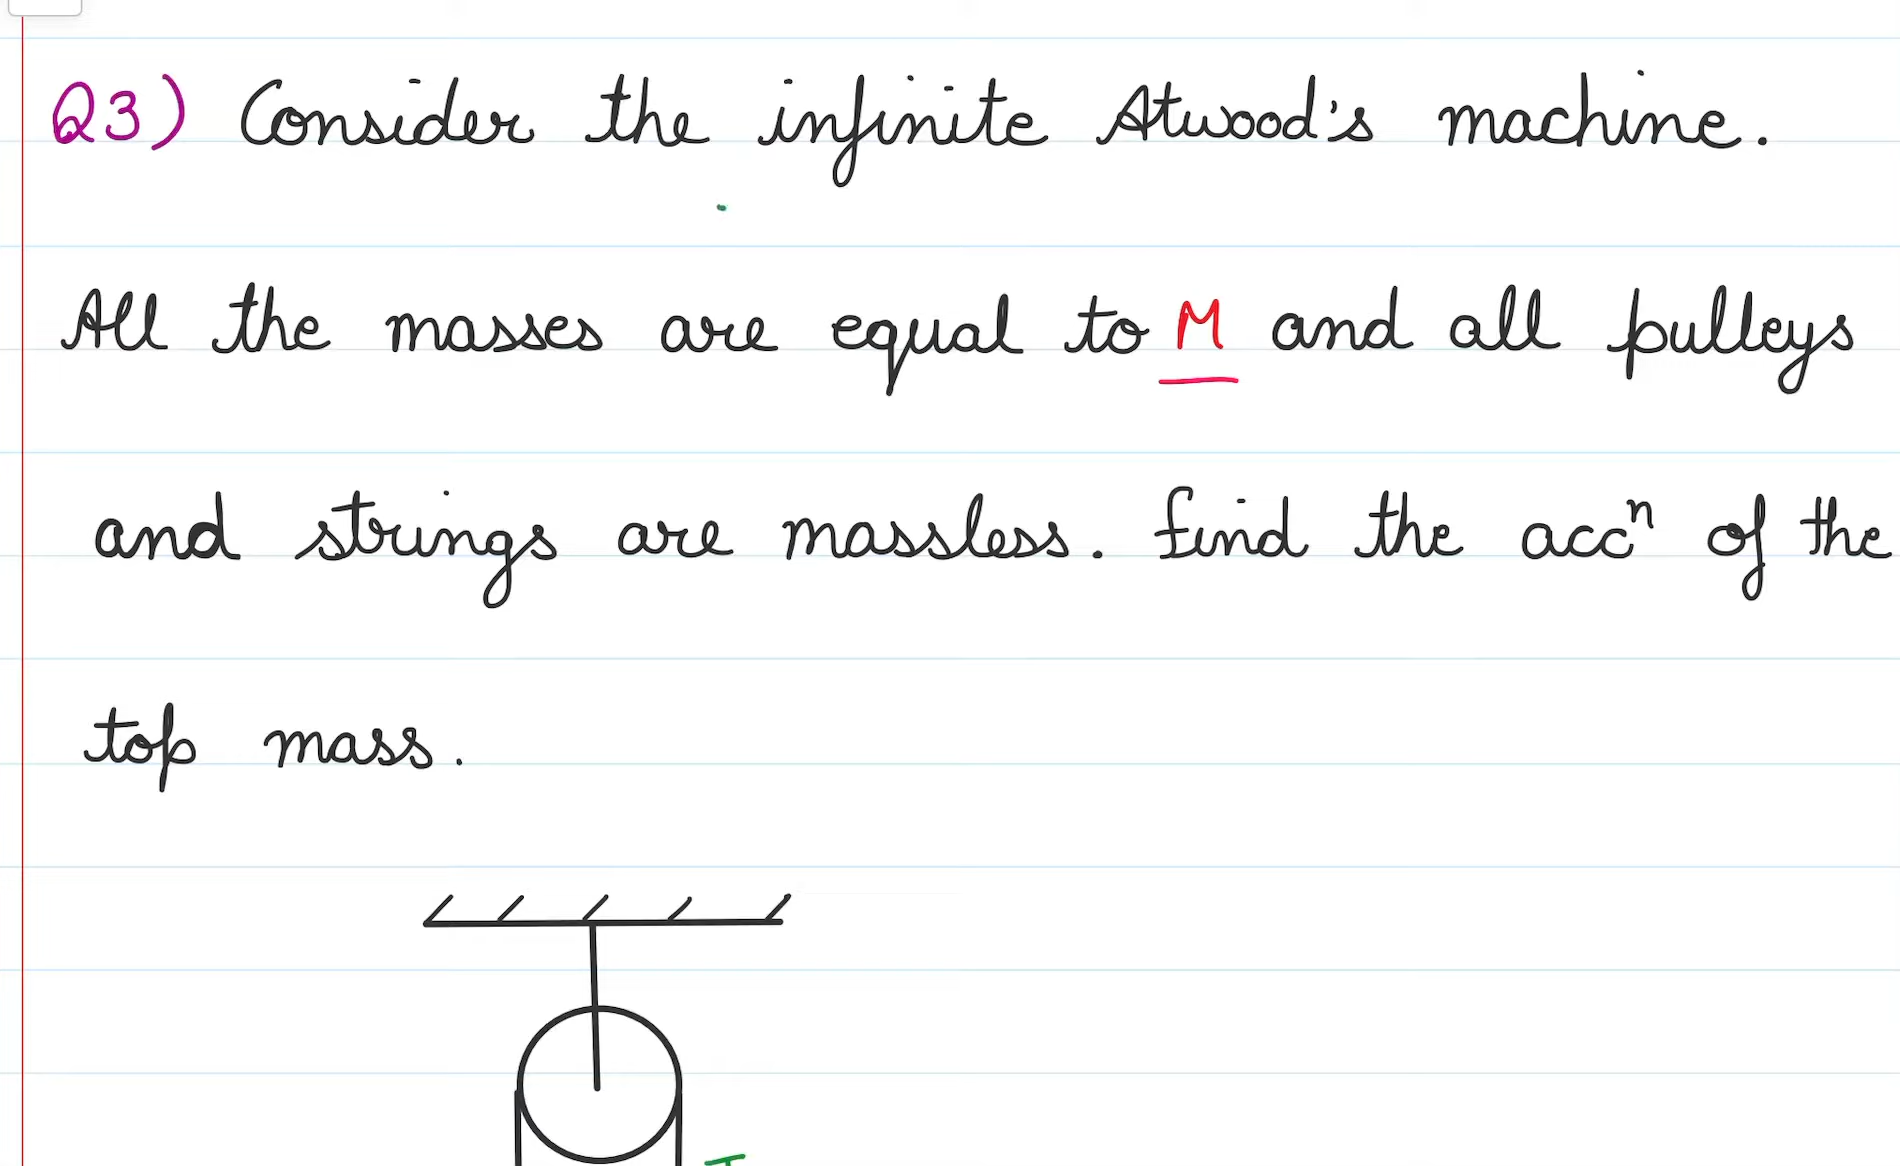 Q3) Consider the infinite Atwood's machine.
All the masses are equal to M and all pulleys
and strings are massless. find the accⁿ of the
top mass.